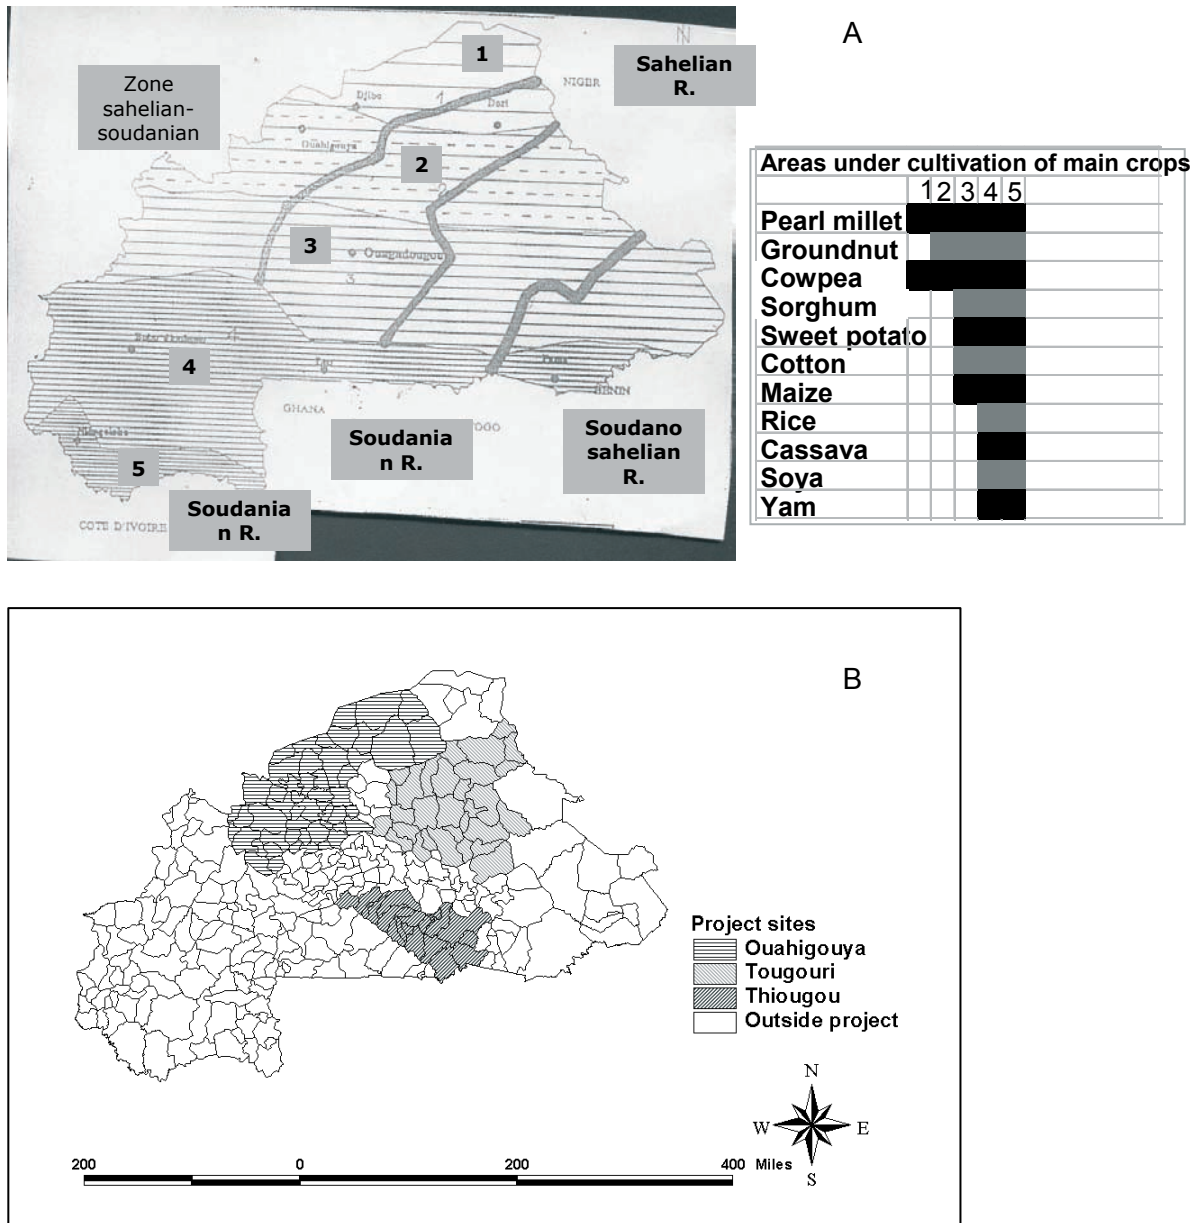 A
1
N
Sahelian
R.
NIGER
Zone
sahelian-
soudanian
Djibo
1
Dori
Ouahigouya
2
3
Ouagadougou
3
4
Pama
BENIN
GHANA
TOGO
Soudania
n R.
Soudano
sahelian
R.
5
Soudania
n R.
COTE D'IVOIRE
Areas under cultivation of main crops
1 2 3 4 5
Pearl millet
Groundnut
Cowpea
Sorghum
Sweet potato
Cotton
Maize
Rice
Cassava
Soya
Yam
B
Project sites
Ouahigouya
Tougouri
Thiougou
Outside project
N
W E
S
200 0 200 400 Miles